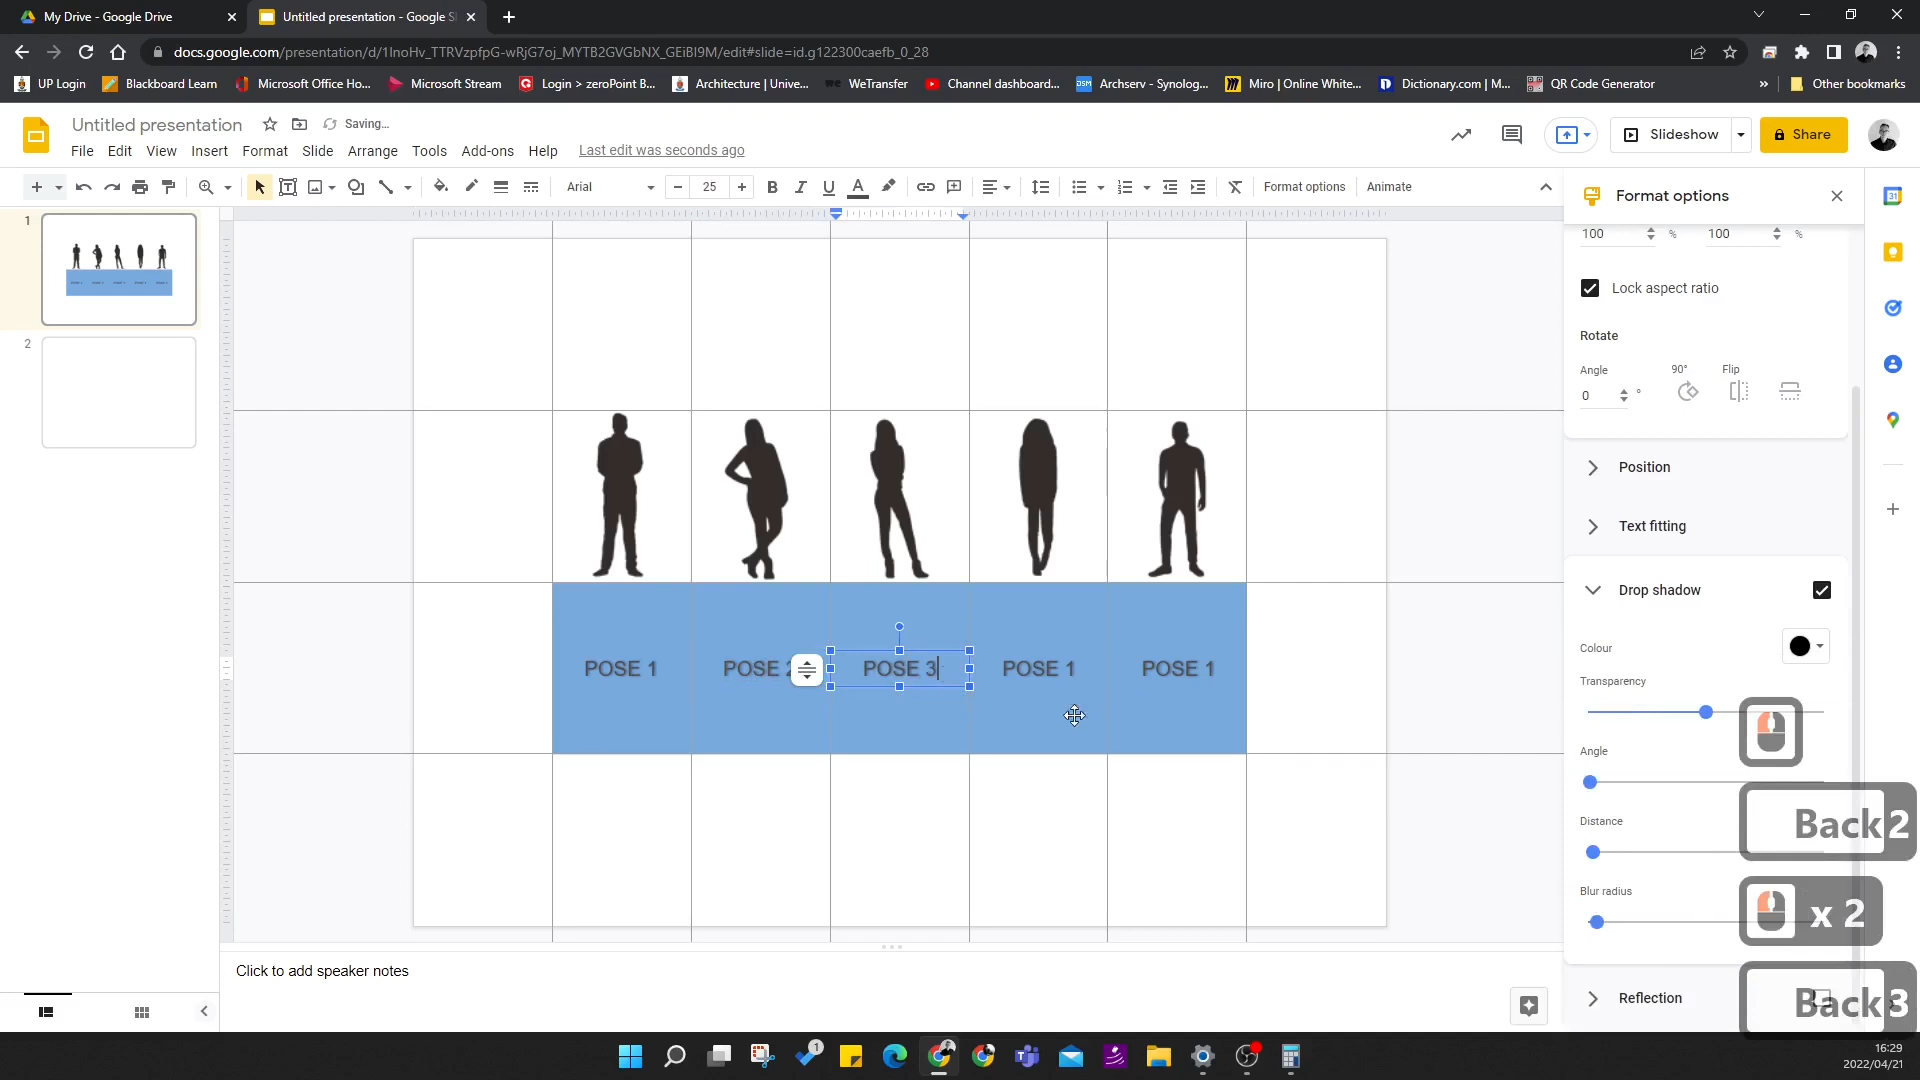 My Drive - Google Drive
Untitled presentation - Google Sl
docs.google.com/presentation/d/1lnoHv_TTRVzpfpG-wRjG7oj_MYTB2GVGbNX_GEiBI9M/edit#slide=id.g122300caefb_0_28
UP Login
Blackboard Learn
Microsoft Office Ho...
Microsoft Stream
Login > zeroPoint B...
Architecture | Unive...
WeTransfer
Channel dashboard...
Archserv - Synolog...
Miro | Online White...
Dictionary.com | M...
QR Code Generator
»
Other bookmarks
Untitled presentation
Saving...
Slideshow
Share
File Edit View Insert Format Slide Arrange Tools Add-ons Help
Last edit was seconds ago
Arial
25
Format options
Animate
Format options
1
2
100 %
100 %
Lock aspect ratio
Rotate
Angle
90°
Flip
0 °
Position
Text fitting
Drop shadow
Colour
Transparency
Angle
Distance
Blur radius
Reflection
POSE 1
POSE 2
POSE 3
POSE 1
POSE 1
Back 2
x 2
Back 3
Click to add speaker notes
16:29
2022/04/21